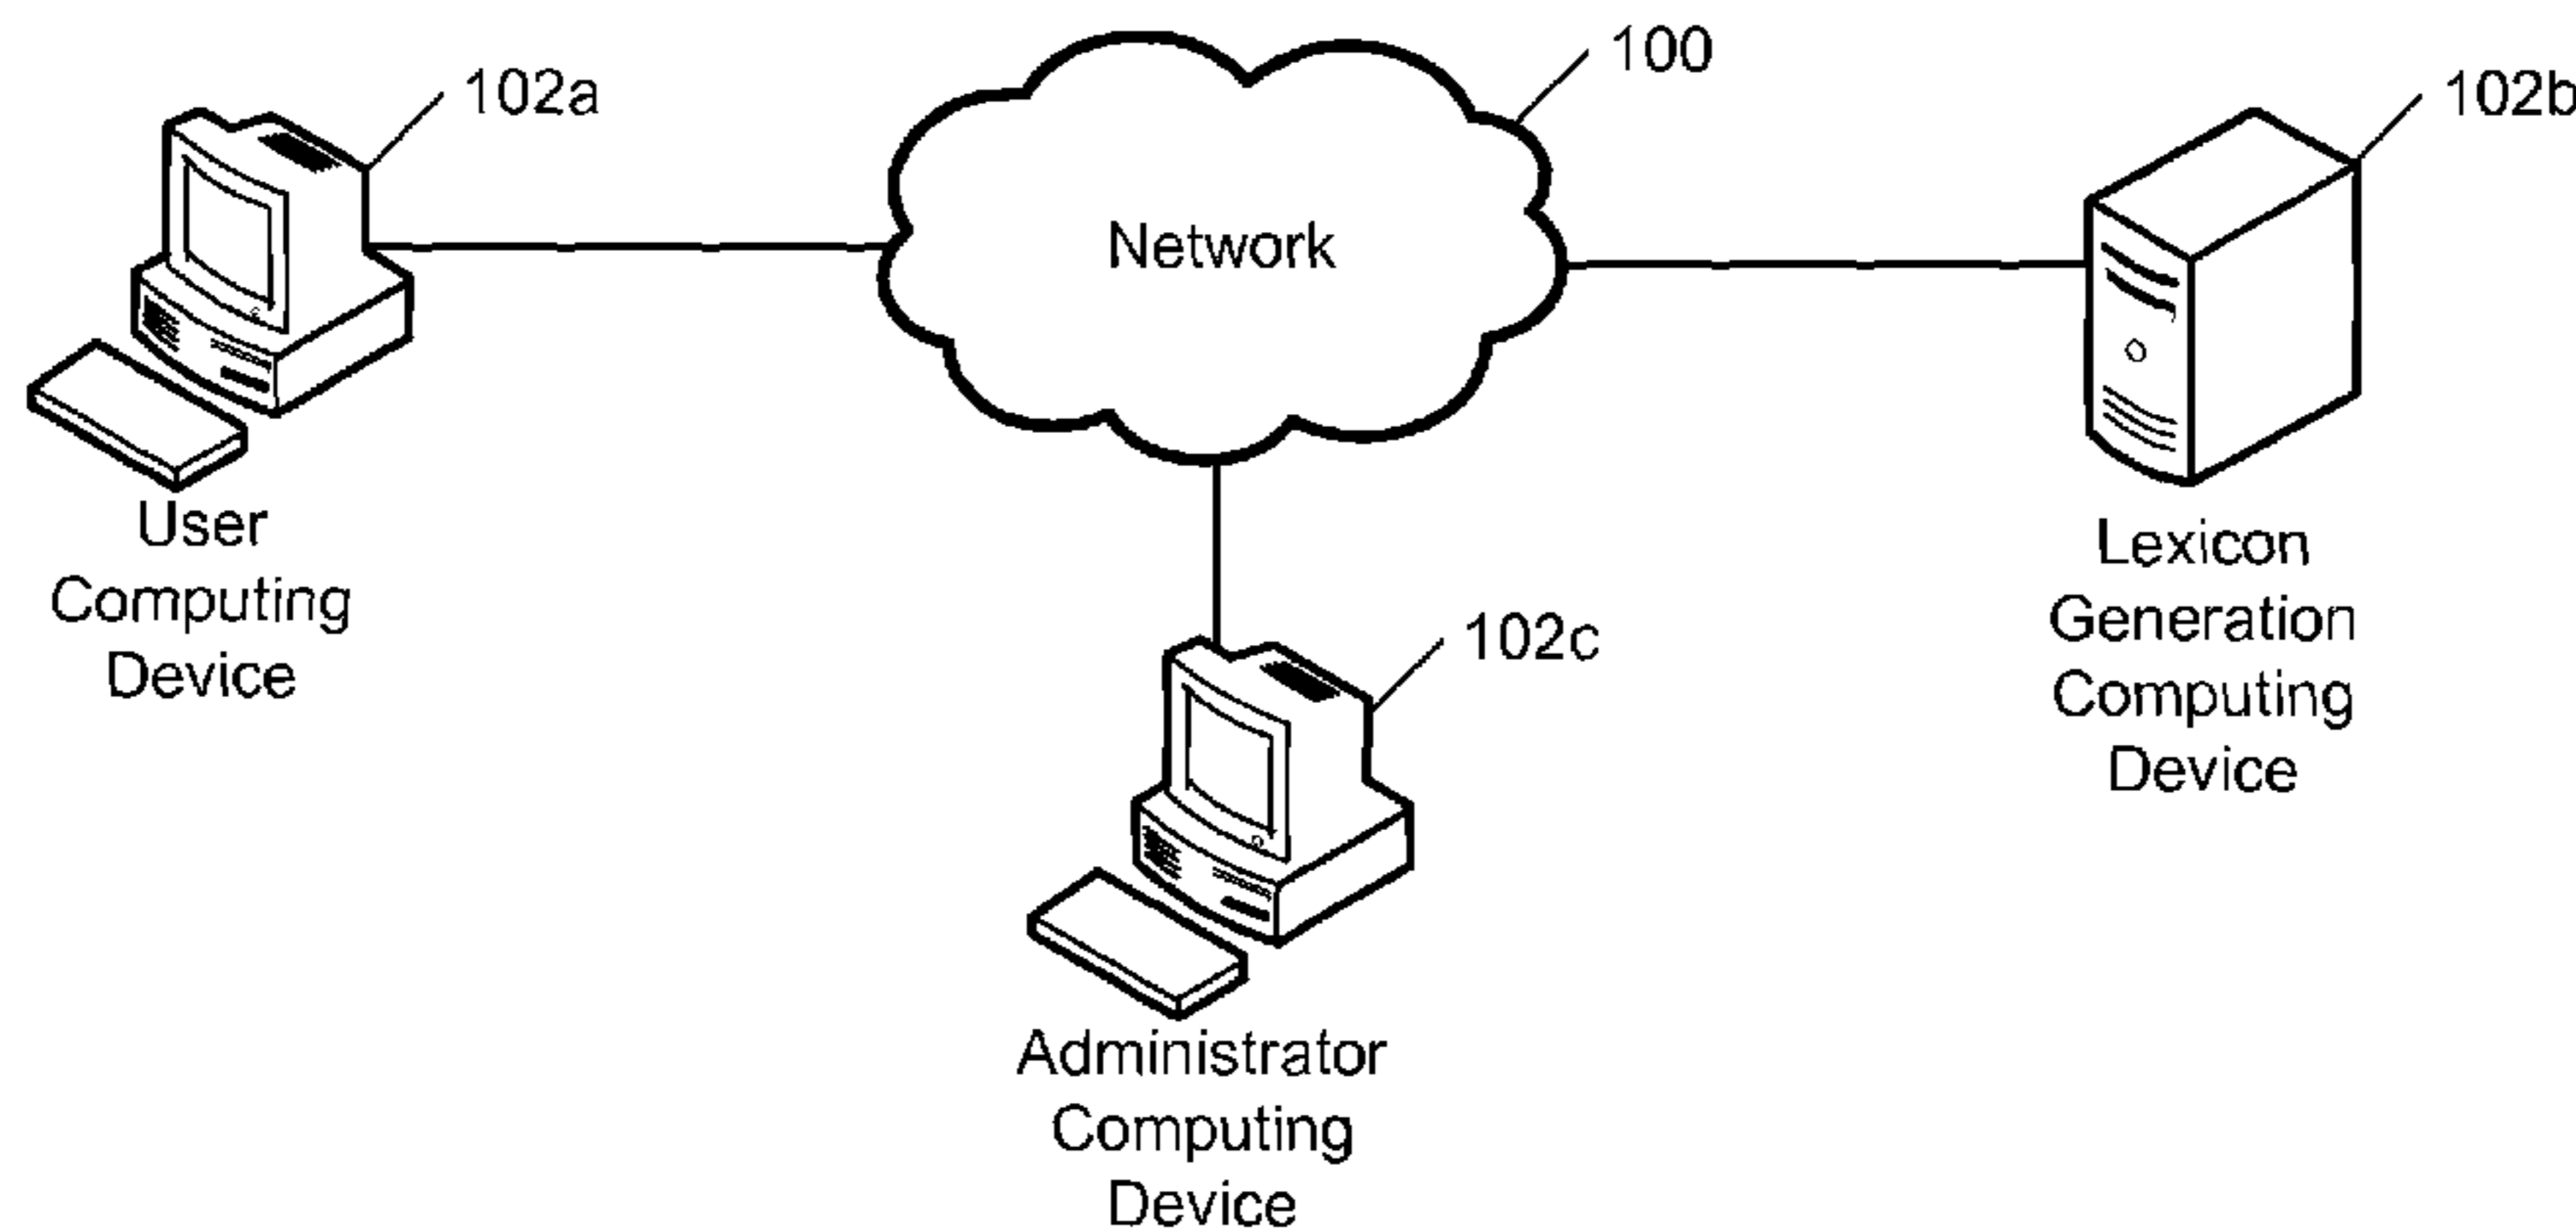 100
102a
102b
Network
User
Computing
Device
Lexicon
Generation
Computing
Device
102c
Administrator
Computing
Device